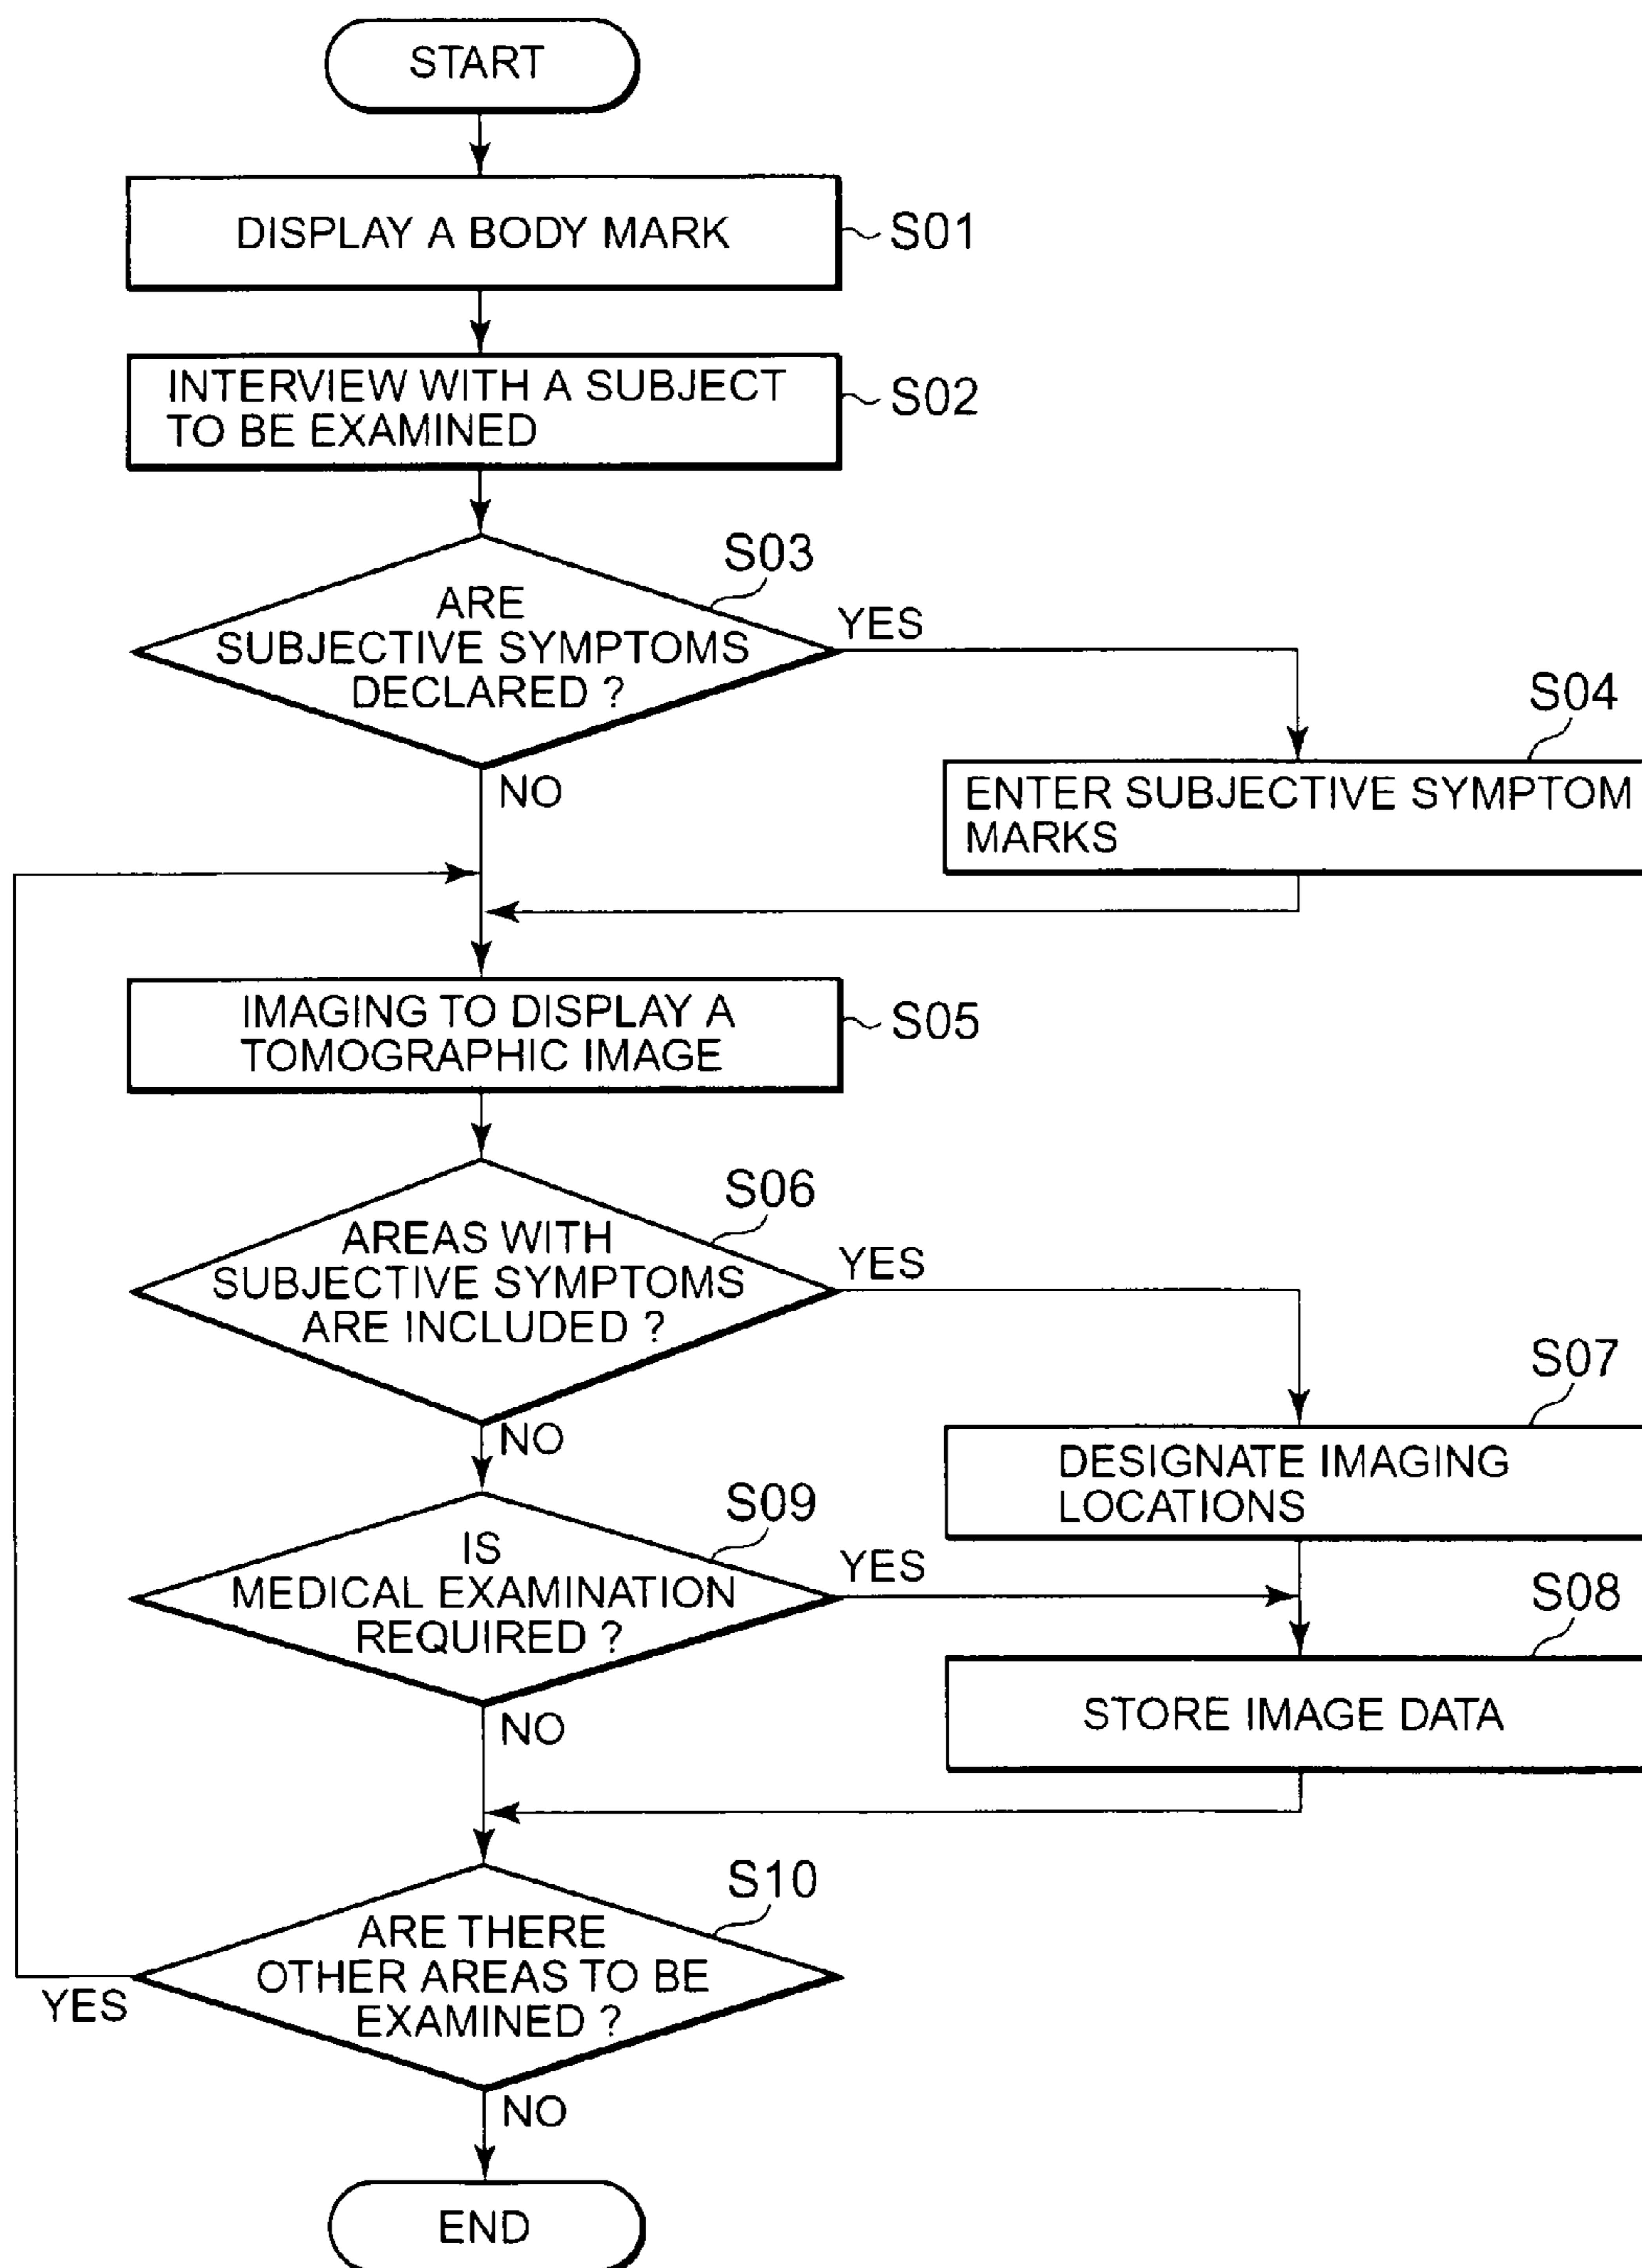 START
DISPLAY A BODY MARK
S01
INTERVIEW WITH A SUBJECT
TO BE EXAMINED
S02
S03
ARE
SUBJECTIVE SYMPTOMS
DECLARED ?
YES
NO
S04
ENTER SUBJECTIVE SYMPTOM
MARKS
IMAGING TO DISPLAY A
TOMOGRAPHIC IMAGE
S05
S06
AREAS WITH
SUBJECTIVE SYMPTOMS
ARE INCLUDED ?
YES
NO
S07
DESIGNATE IMAGING
LOCATIONS
S09
IS
MEDICAL EXAMINATION
REQUIRED ?
YES
NO
S08
STORE IMAGE DATA
S10
ARE THERE
OTHER AREAS TO BE
EXAMINED ?
YES
NO
END